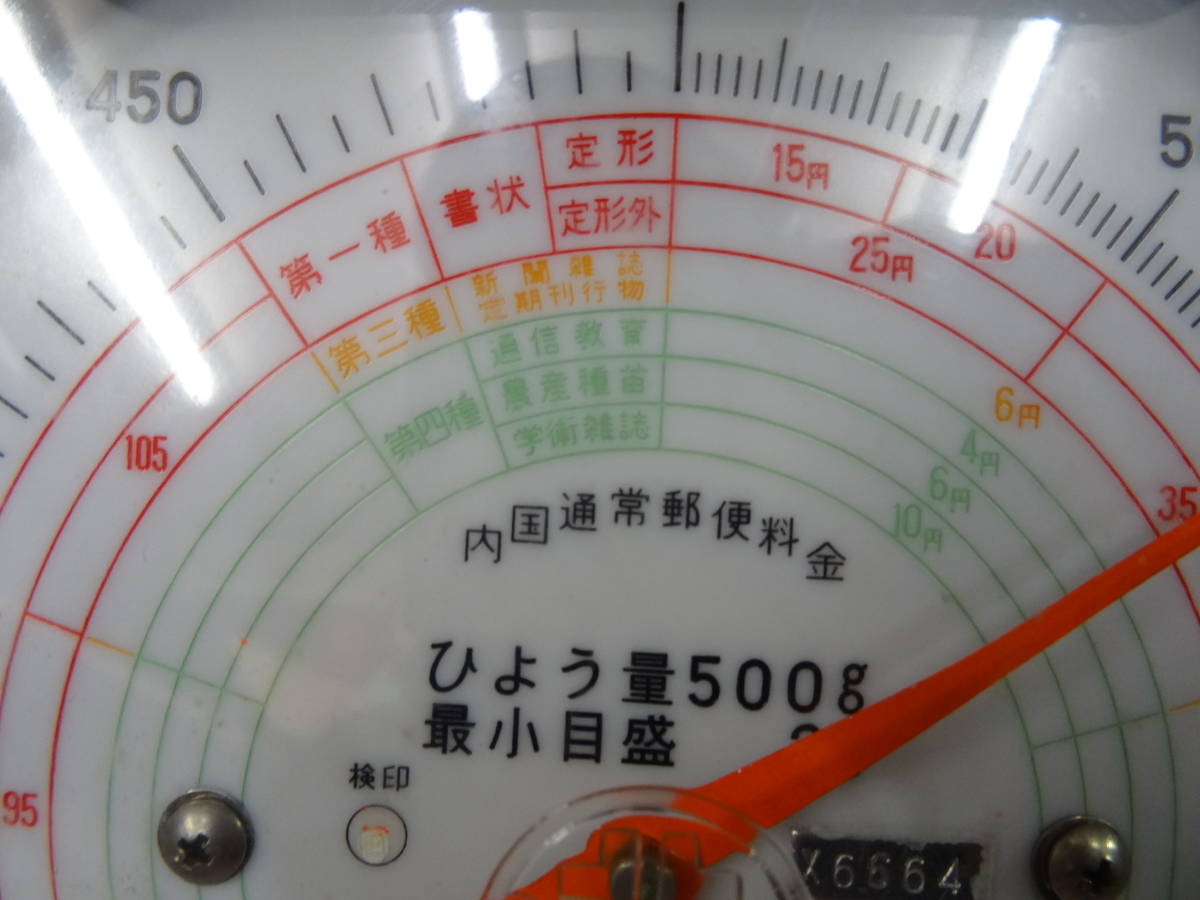 450
5
第一種
書状
定形
15円
20
定形外
25円
35
105
95
第三種
新聞雑誌
定期刊行物
6円
第四種
通信教育
4円
農産種苗
6円
学術雑誌
10円
内国通常郵便料金
ひよう量500g
最小目盛
検印
X6664